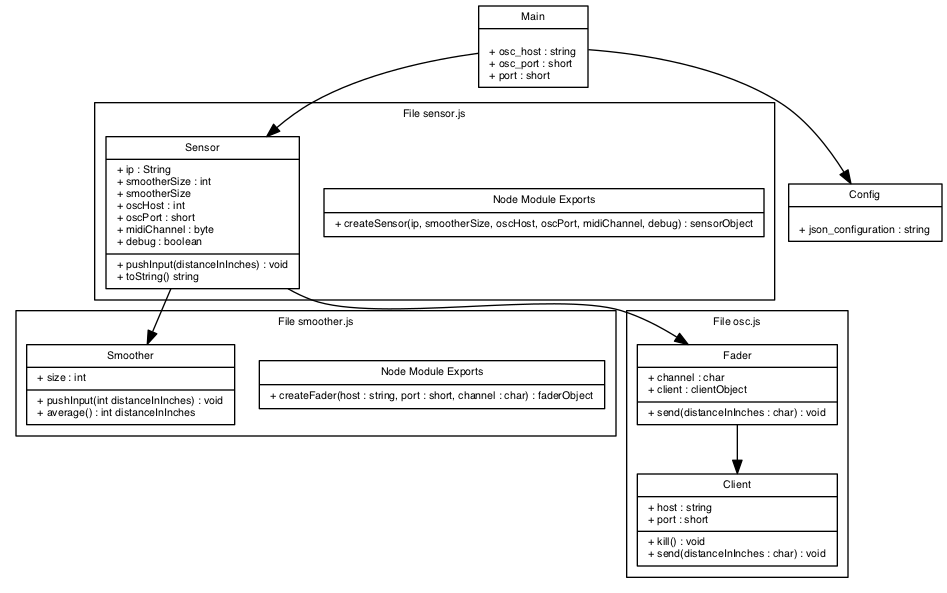 Main
+ osc_host : string
+ osc_port : short
+ port : short
File sensor.js
Sensor
+ ip : String
+ smootherSize : int
+ smootherSize
+ oscHost : int
+ oscPort : short
+ midiChannel : byte
+ debug : boolean
+ pushInput(distanceInInches) : void
+ toString() string
Node Module Exports
+ createSensor(ip, smootherSize, oscHost, oscPort, midiChannel, debug) : sensorObject
Config
+ json_configuration : string
File smoother.js
Smoother
+ size : int
+ pushInput(int distanceInInches) : void
+ average() : int distanceInInches
Node Module Exports
+ createFader(host : string, port : short, channel : char) : faderObject
File osc.js
Fader
+ channel : char
+ client : clientObject
+ send(distanceInInches : char) : void
Client
+ host : string
+ port : short
+ kill() : void
+ send(distanceInInches : char) : void